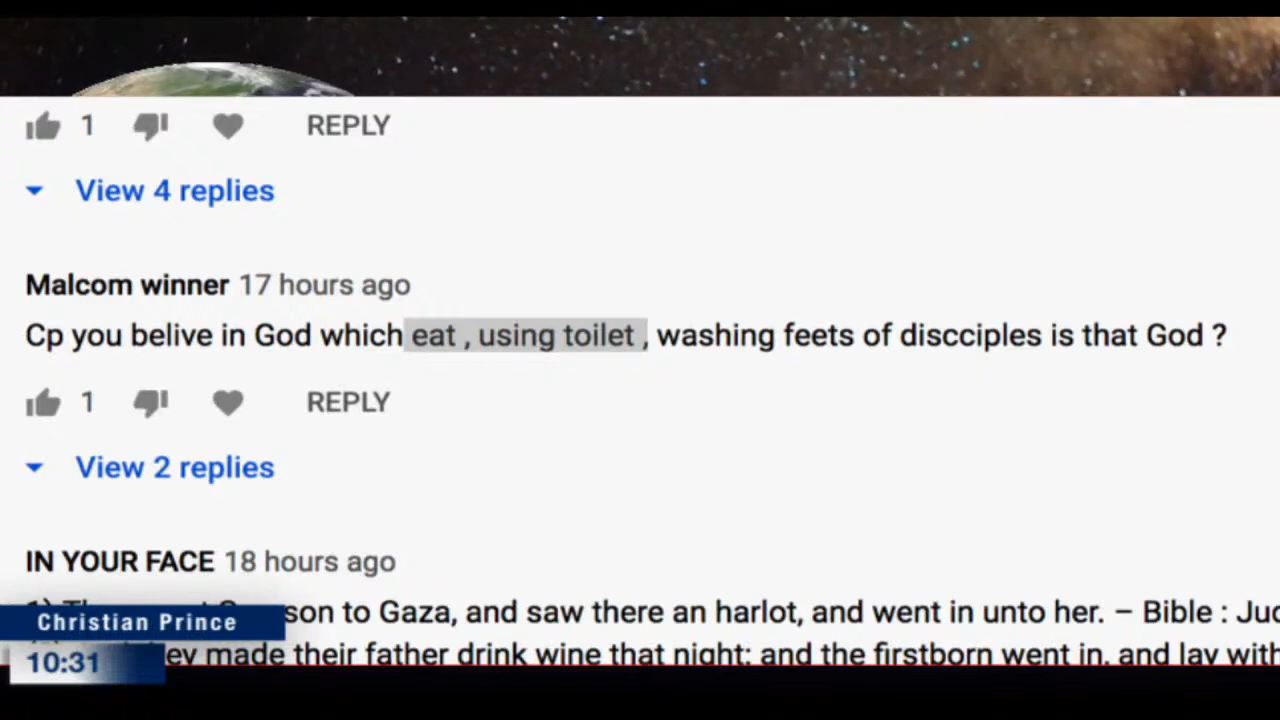 1 REPLY
View 4 replies
Malcom winner 17 hours ago
Cp you belive in God which eat , using toilet , washing feets of discciples is that God ?
1 REPLY
View 2 replies
IN YOUR FACE 18 hours ago
son to Gaza, and saw there an harlot, and went in unto her. – Bible : Jud
Christian Prince
made their father drink wine that night: and the firstborn went in, and lay with
10:31